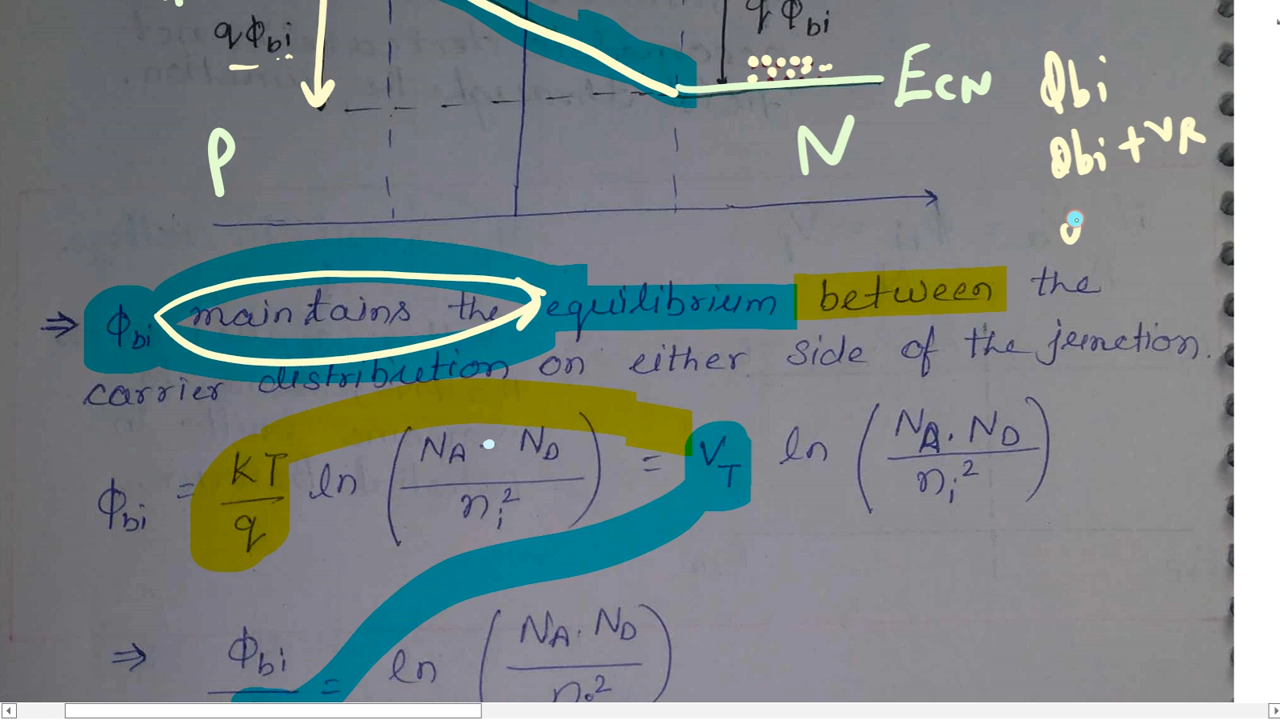 qΦbi
qΦbi
ECN
Φbi
P
N
Φbi + VR
⇒ Φbi maintains the equilibrium between the
carrier distribution on either side of the junction.
Φbi = KT/q ln (NA . ND / ni²) = VT ln (NA . ND / ni²)
⇒ Φbi = ln (NA . ND / ni²)